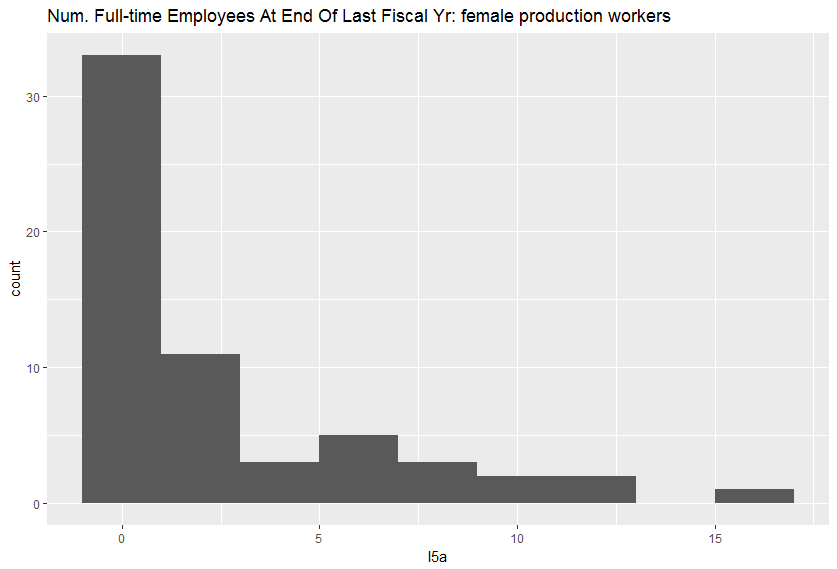 Num. Full-time Employees At End Of Last Fiscal Yr: female production workers
30
20
10
0
count
0 5 10 15
l5a